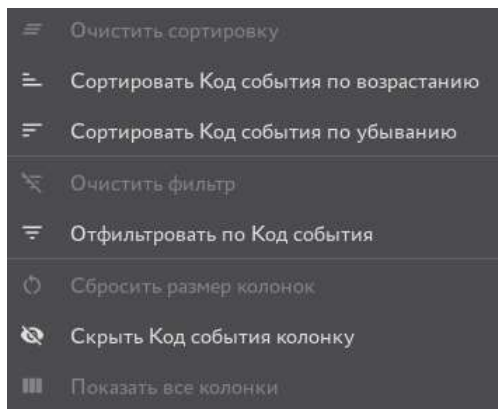 Очистить сортировку
Сортировать Код события по возрастанию
Сортировать Код события по убыванию
Очистить фильтр
Отфильтровать по Код события
Сбросить размер колонок
Скрыть Код события колонку
Показать все колонки